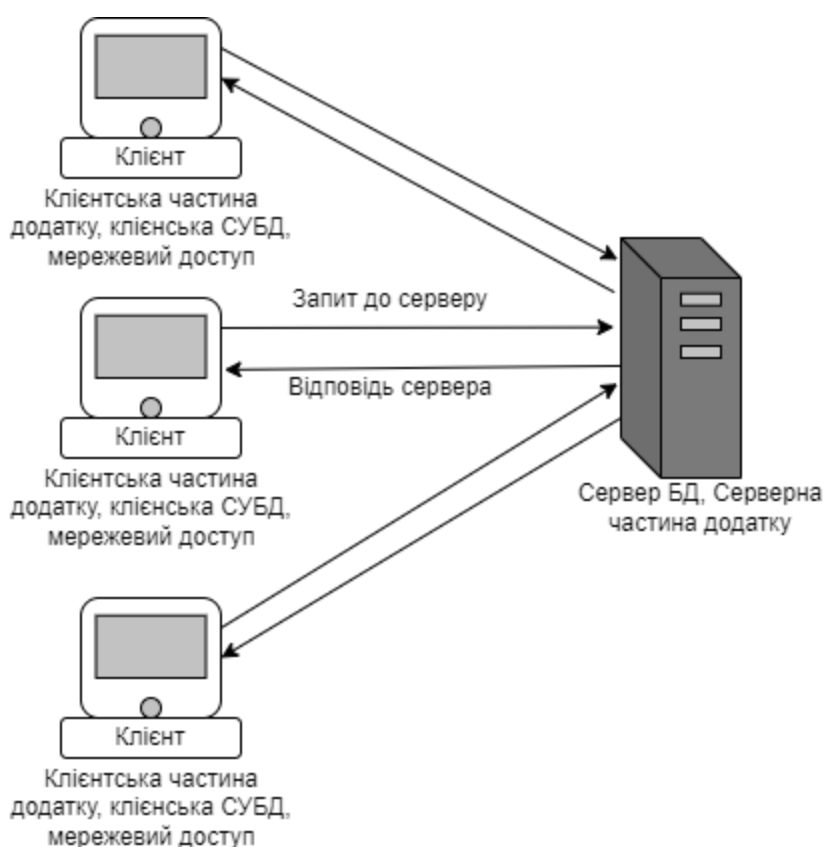 Клієнт
Клієнтська частина
додатку, клієнська СУБД,
мережевий доступ
Запит до серверу
Відповідь сервера
Клієнт
Клієнтська частина
додатку, клієнська СУБД,
мережевий доступ
Сервер БД, Серверна
частина додатку
Клієнт
Клієнтська частина
додатку, клієнська СУБД,
мережевий доступ